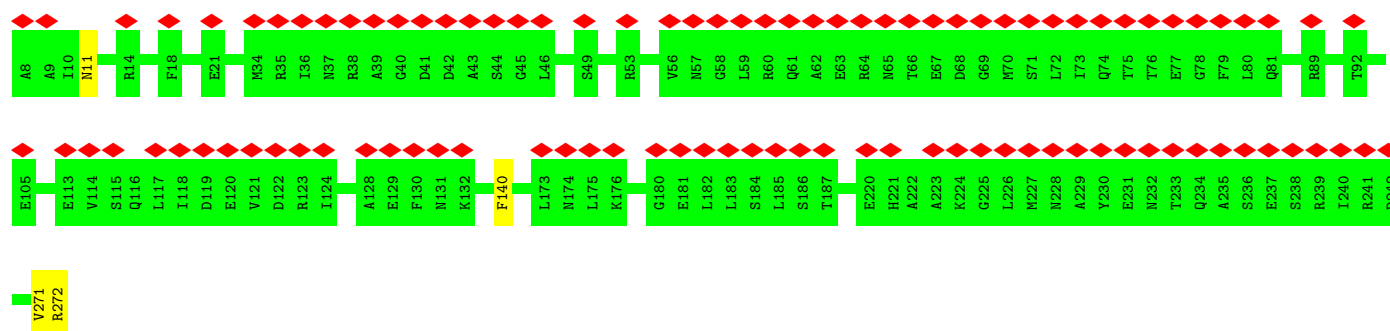 A8 A9 I10 N11 R14 F18 E21 M34 R35 I36 N37 R38 A39 G40 D41 D42 A43 S44 G45 L46 S49 R53 V56 N57 G58 L59 R60 Q61 A62 E63 R64 N65 T66 E67 D68 G69 M70 S71 L72 I73 Q74 T75 T76 E77 G78 F79 L80 Q81 R89 T92
E105 E113 V114 S115 Q116 L117 I118 D119 E120 V121 D122 R123 I124 A128 E129 F130 N131 K132 F140 L173 N174 L175 K176 G180 E181 L182 L183 S184 L185 S186 T187 E220 H221 A222 A223 K224 G225 L226 M227 N228 A229 Y230 E231 N232 T233 Q234 A235 S236 E237 S238 R239 I240 R241
V271 R272